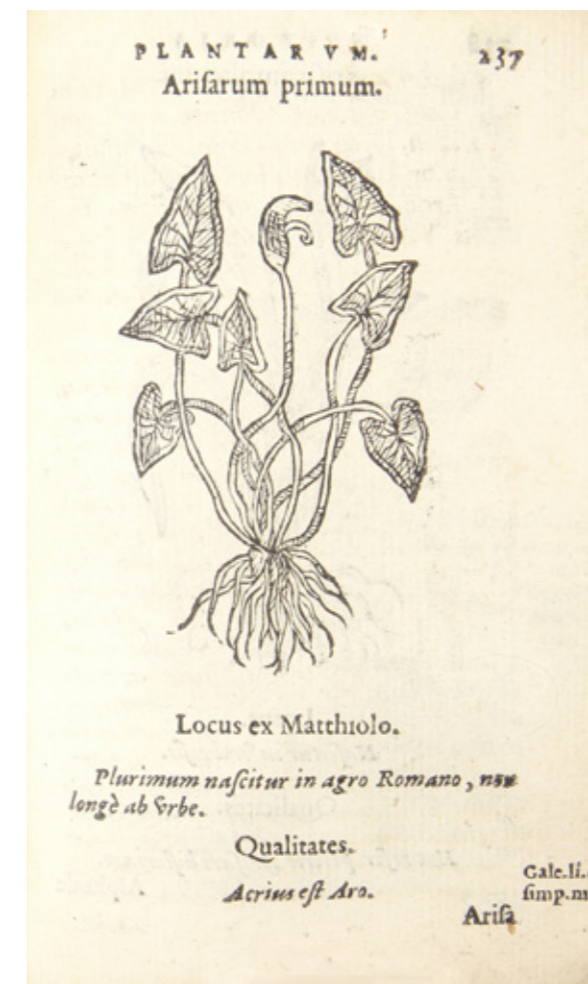 PLANTARVM. 237
Ariſarum primum.
Locus ex Matthiolo.
Plurimum naſcitur in agro Romano, non
longè ab Vrbe.
Qualitates.
Acrius eſt Aro.
Gale.li.
ſimp.m
Ariſa